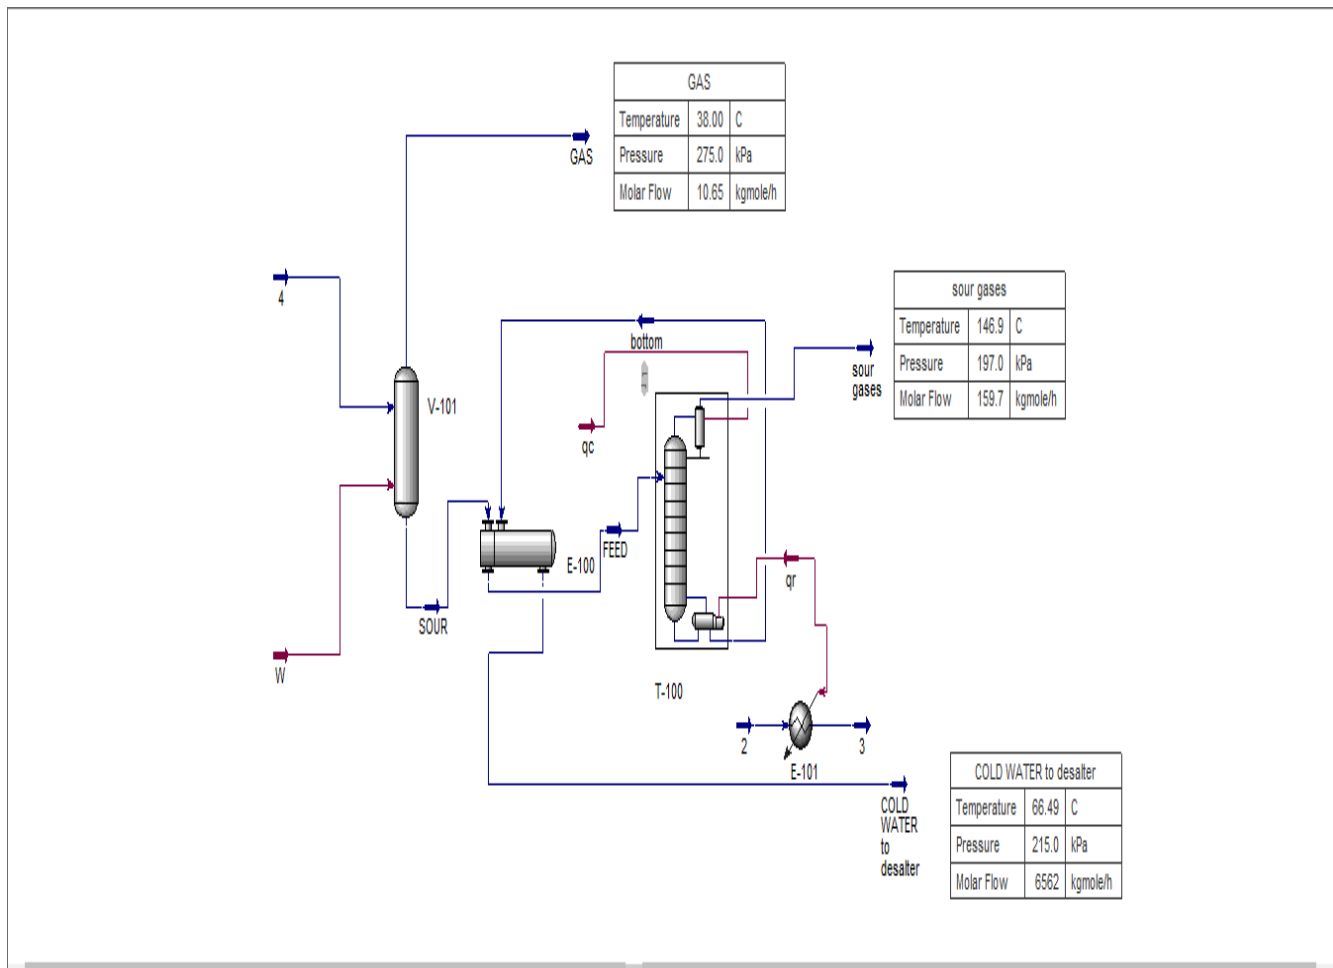 GAS
Temperature 38.00 C
Pressure 275.0 kPa
Molar Flow 10.65 kgmole/h
GAS
4
sour gases
Temperature 146.9 C
Pressure 197.0 kPa
Molar Flow 159.7 kgmole/h
bottom
sour
gases
V-101
qc
FEED
E-100
qr
SOUR
W
T-100
2
3
E-101
COLD WATER to desalter
Temperature 66.49 C
Pressure 215.0 kPa
Molar Flow 6562 kgmole/h
COLD
WATER
to
desalter